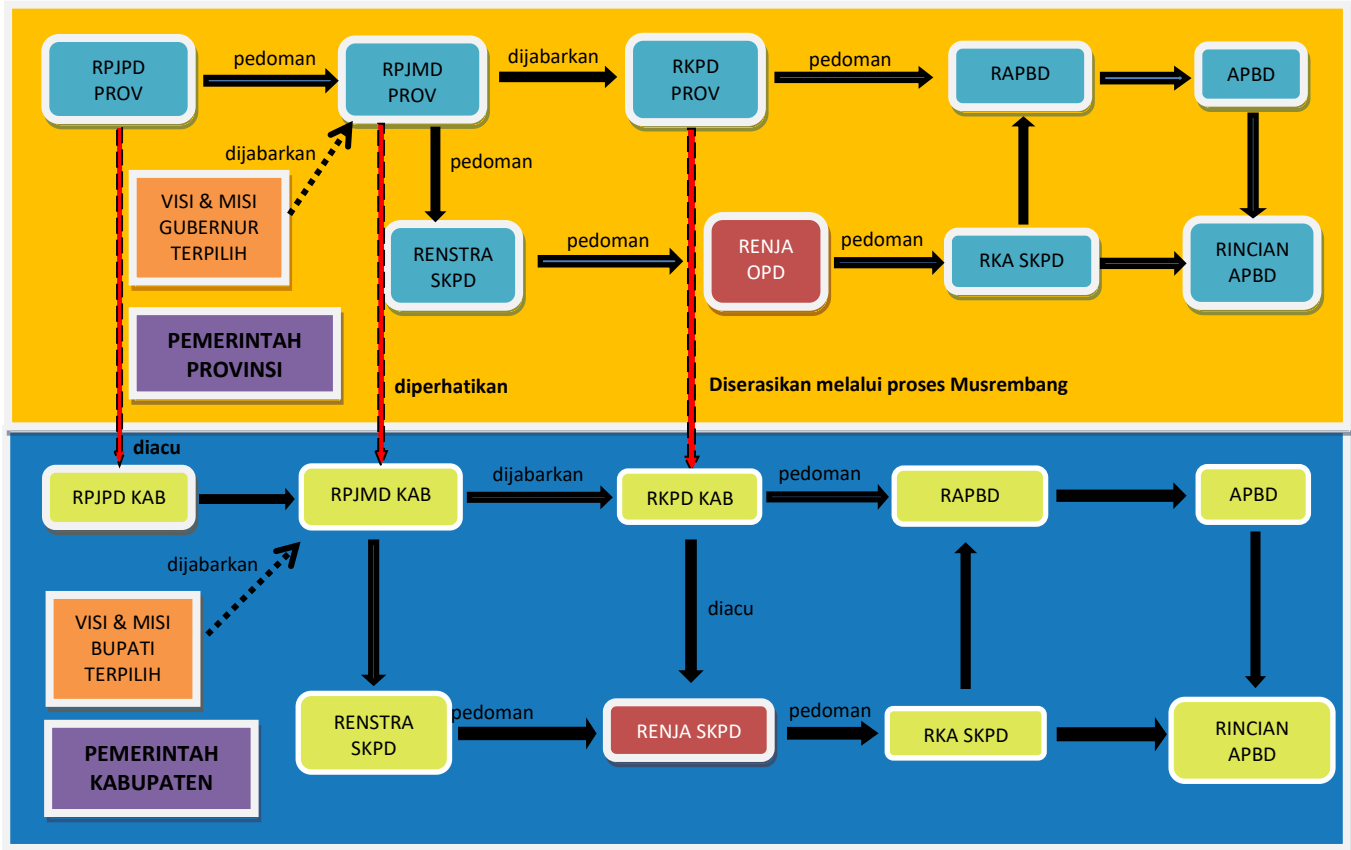 RPJPD
PROV
pedoman
RPJMD
PROV
dijabarkan
RKPD
PROV
pedoman
RAPBD
APBD
dijabarkan
pedoman
VISI & MISI
GUBERNUR
TERPILIH
RENSTRA
SKPD
pedoman
RENJA
OPD
pedoman
RKA SKPD
RINCIAN
APBD
PEMERINTAH
PROVINSI
diperhatikan
Diserasikan melalui proses Musrembang
diacu
RPJPD KAB
RPJMD KAB
dijabarkan
RKPD KAB
pedoman
RAPBD
APBD
dijabarkan
VISI & MISI
BUPATI
TERPILIH
diacu
RENSTRA
SKPD
pedoman
RENJA SKPD
pedoman
RKA SKPD
RINCIAN
APBD
PEMERINTAH
KABUPATEN